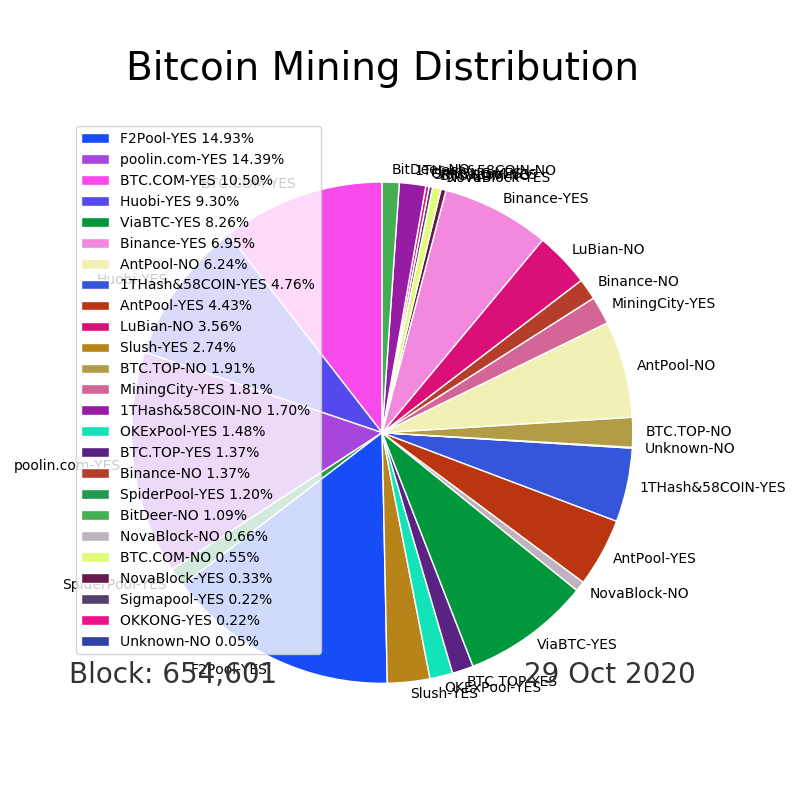 Bitcoin Mining Distribution
F2Pool-YES 14.93%
poolin.com-YES 14.39%
BTC.COM-YES 10.50%
Huobi-YES 9.30%
ViaBTC-YES 8.26%
Binance-YES 6.95%
AntPool-NO 6.24%
1THash&58COIN-YES 4.76%
AntPool-YES 4.43%
LuBian-NO 3.56%
Slush-YES 2.74%
BTC.TOP-NO 1.91%
MiningCity-YES 1.81%
1THash&58COIN-NO 1.70%
OKExPool-YES 1.48%
BTC.TOP-YES 1.37%
Binance-NO 1.37%
SpiderPool-YES 1.20%
BitDeer-NO 1.09%
NovaBlock-NO 0.66%
BTC.COM-NO 0.55%
NovaBlock-YES 0.33%
Sigmapool-YES 0.22%
OKKONG-YES 0.22%
Unknown-NO 0.05%
BitDeer-NO
1THash&58COIN-NO
NovaBlock-YES
Binance-YES
LuBian-NO
Binance-NO
MiningCity-YES
AntPool-NO
BTC.TOP-NO
Unknown-NO
1THash&58COIN-YES
AntPool-YES
NovaBlock-NO
ViaBTC-YES
BTC.TOP-YES
OKExPool-YES
Slush-YES
F2Pool-YES
SpiderPool-YES
poolin.com-YES
Huobi-YES
BTC.COM-YES
Block: 654,601
29 Oct 2020